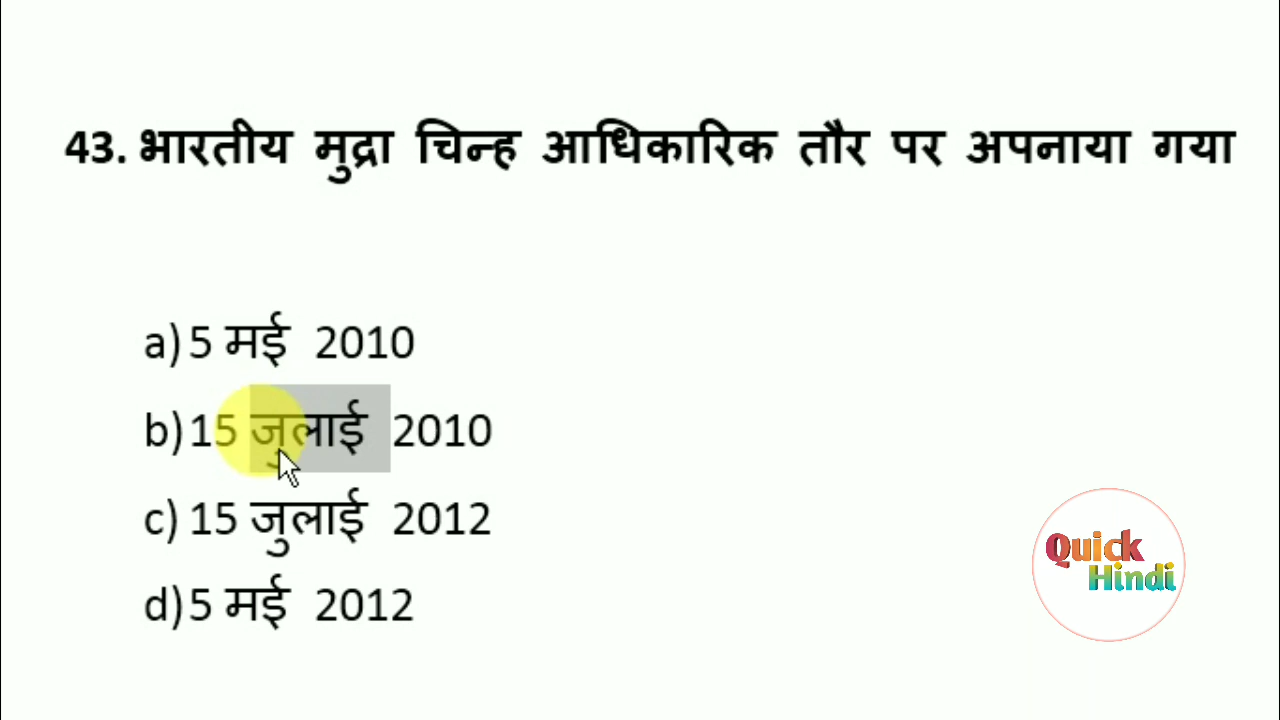 43. भारतीय मुद्रा चिन्ह आधिकारिक तौर पर अपनाया गया
a) 5 मई 2010
b) 15 जुलाई 2010
c) 15 जुलाई 2012
d) 5 मई 2012
Quick
Hindi